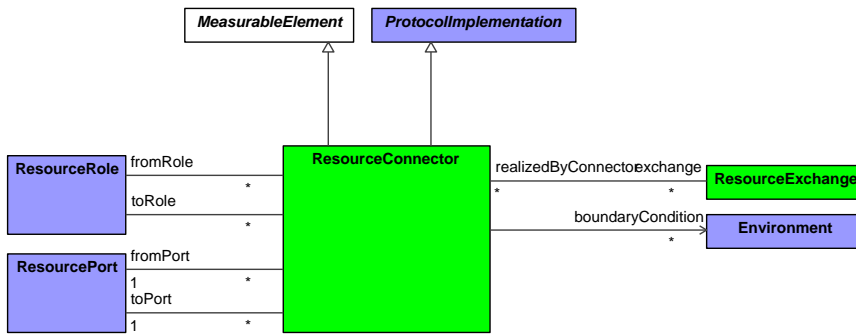 MeasurableElement
ProtocolImplementation
ResourceRole
fromRole
*
toRole
*
ResourceConnector
realizedByConnector
*
exchange
*
ResourceExchange
boundaryCondition
*
Environment
ResourcePort
fromPort
1
*
toPort
1
*